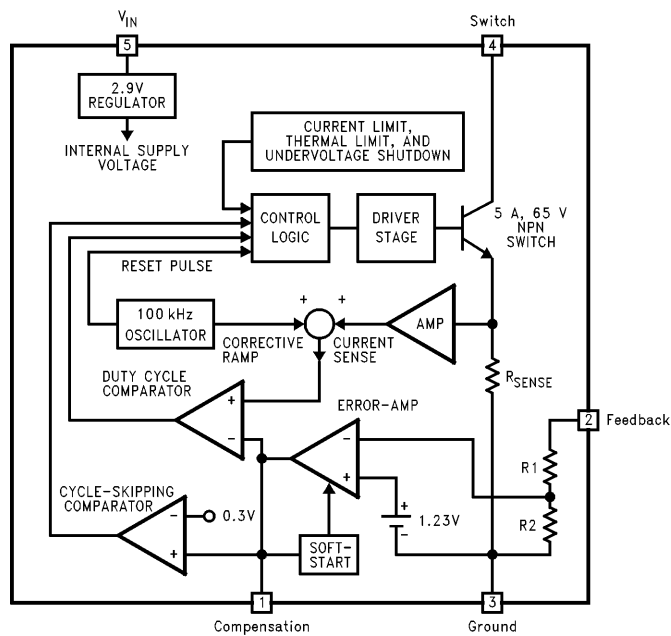 VIN
Switch
5
4
2.9V
REGULATOR
INTERNAL SUPPLY
VOLTAGE
CURRENT LIMIT,
THERMAL LIMIT, AND
UNDERVOLTAGE SHUTDOWN
CONTROL
LOGIC
DRIVER
STAGE
5 A, 65 V
NPN
SWITCH
RESET PULSE
100 kHz
OSCILLATOR
+
+
CORRECTIVE
RAMP
CURRENT
SENSE
AMP
RSENSE
DUTY CYCLE
COMPARATOR
+
−
ERROR-AMP
−
+
2
Feedback
R1
R2
CYCLE-SKIPPING
COMPARATOR
−
0.3V
+
SOFT-
START
+
1.23V
−
1
3
Compensation
Ground